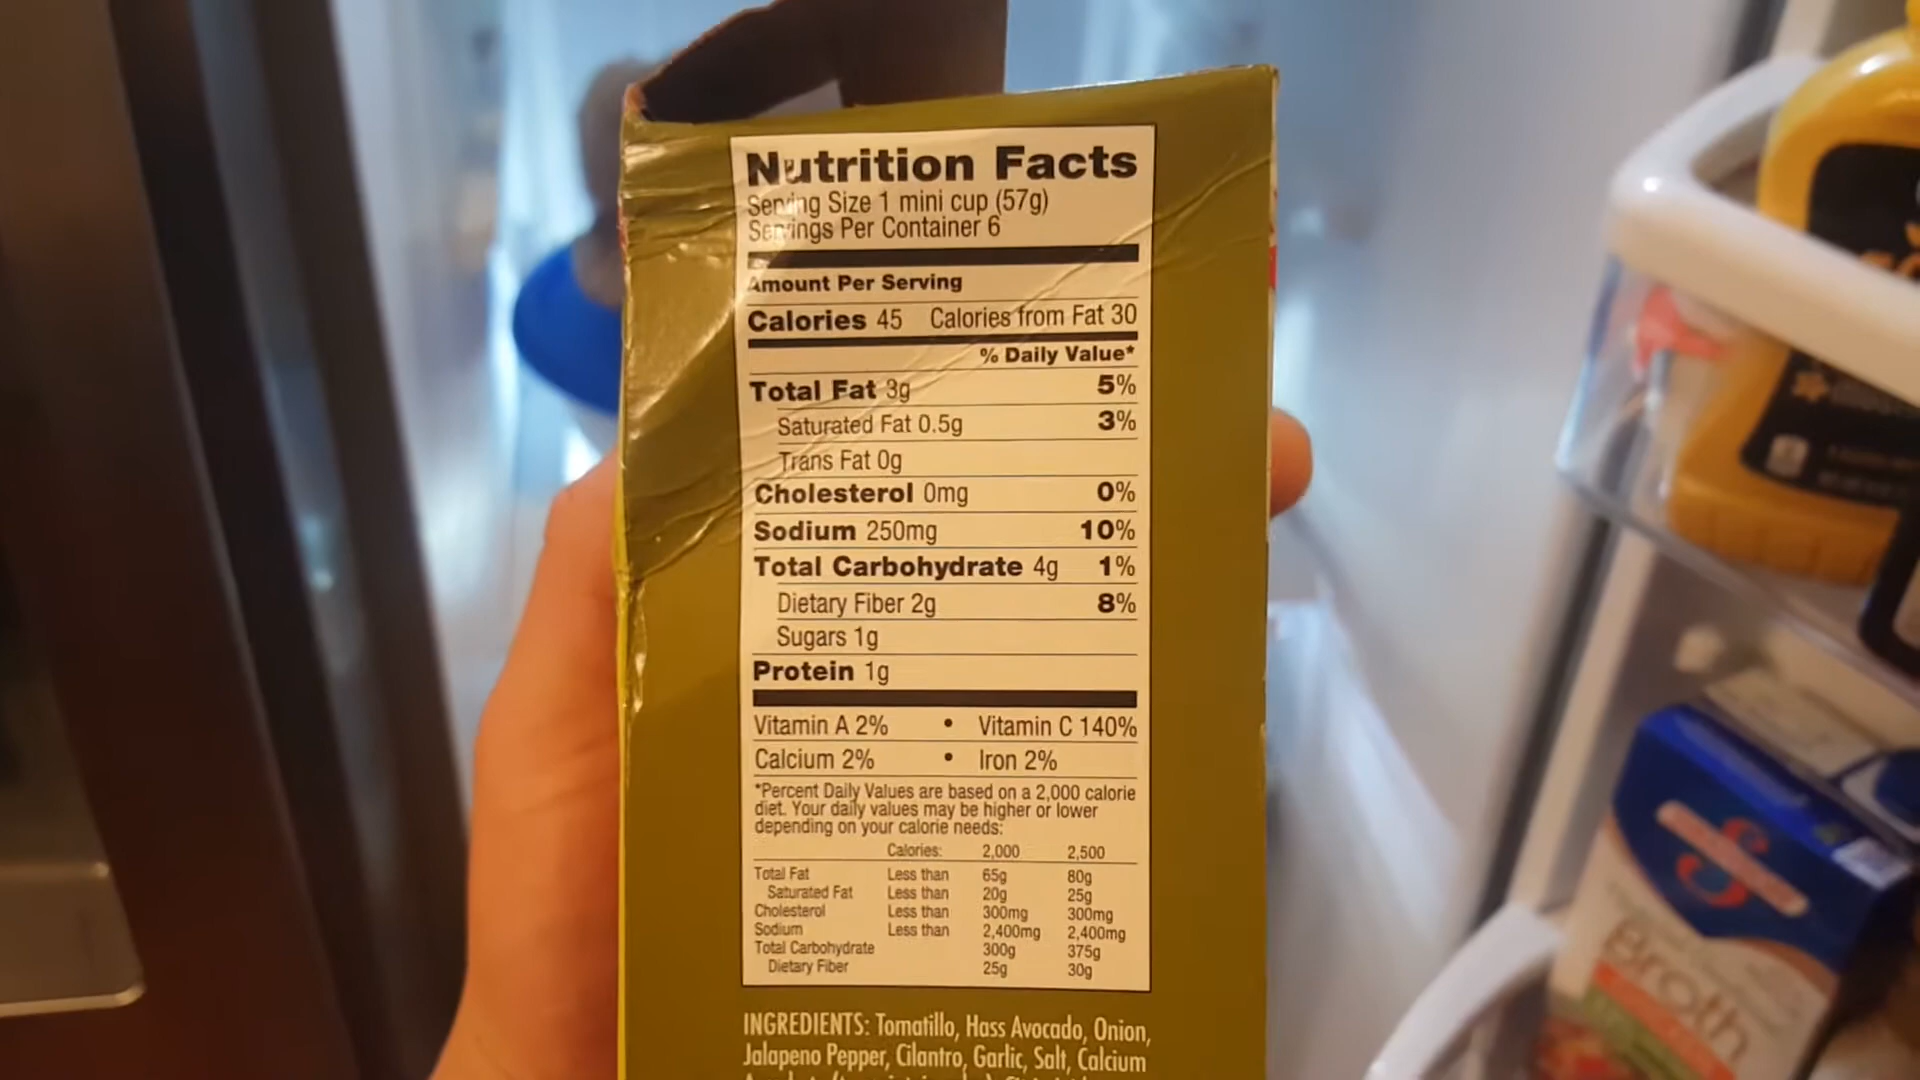 Nutrition Facts
Serving Size 1 mini cup (57g)
Servings Per Container 6
Amount Per Serving
Calories 45 Calories from Fat 30
% Daily Value*
Total Fat 3g 5%
Saturated Fat 0.5g 3%
Trans Fat 0g
Cholesterol 0mg 0%
Sodium 250mg 10%
Total Carbohydrate 4g 1%
Dietary Fiber 2g 8%
Sugars 1g
Protein 1g
Vitamin A 2% • Vitamin C 140%
Calcium 2% • Iron 2%
*Percent Daily Values are based on a 2,000 calorie
diet. Your daily values may be higher or lower
depending on your calorie needs:
Calories: 2,000 2,500
Total Fat Less than 65g 80g
Saturated Fat Less than 20g 25g
Cholesterol Less than 300mg 300mg
Sodium Less than 2,400mg 2,400mg
Total Carbohydrate 300g 375g
Dietary Fiber 25g 30g
INGREDIENTS: Tomatillo, Hass Avocado, Onion,
Jalapeno Pepper, Cilantro, Garlic, Salt, Calcium
Broth